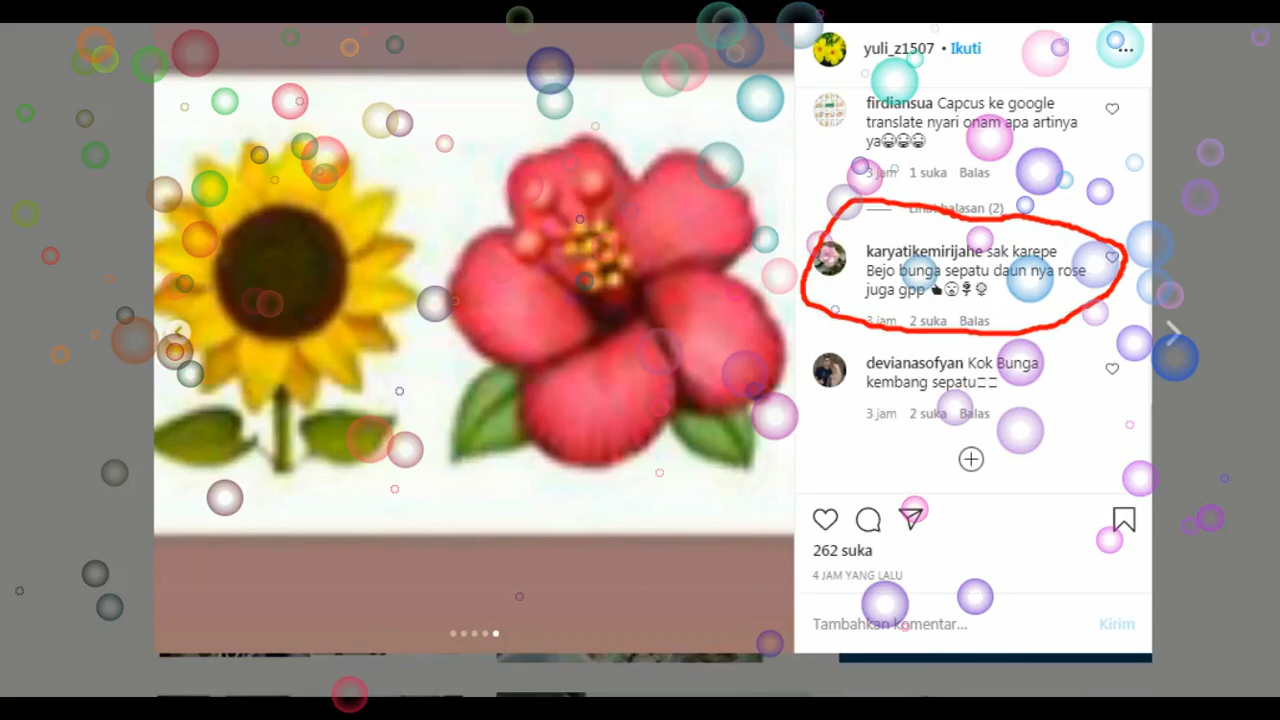 yuli_z1507 • Ikuti
firdiansua Capcus ke google
translate nyari onam apa artinya
ya😂😂😂
3 jam 1 suka Balas
Lihat balasan (2)
karyatikemirijahe sak karepe
Bejo bunga sepatu daun nya rose
juga gpp
3 jam 2 suka Balas
devianasofyan Kok Bunga
kembang sepatu□□
3 jam 2 suka Balas
262 suka
4 JAM YANG LALU
Tambahkan komentar...
Kirim